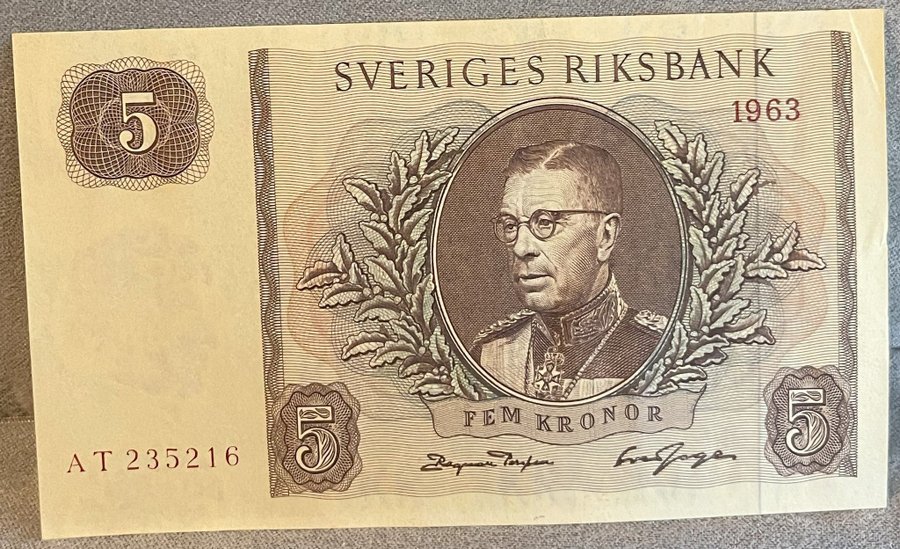 5
SVERIGES RIKSBANK
1963
FEM KRONOR
5
5
AT 235216